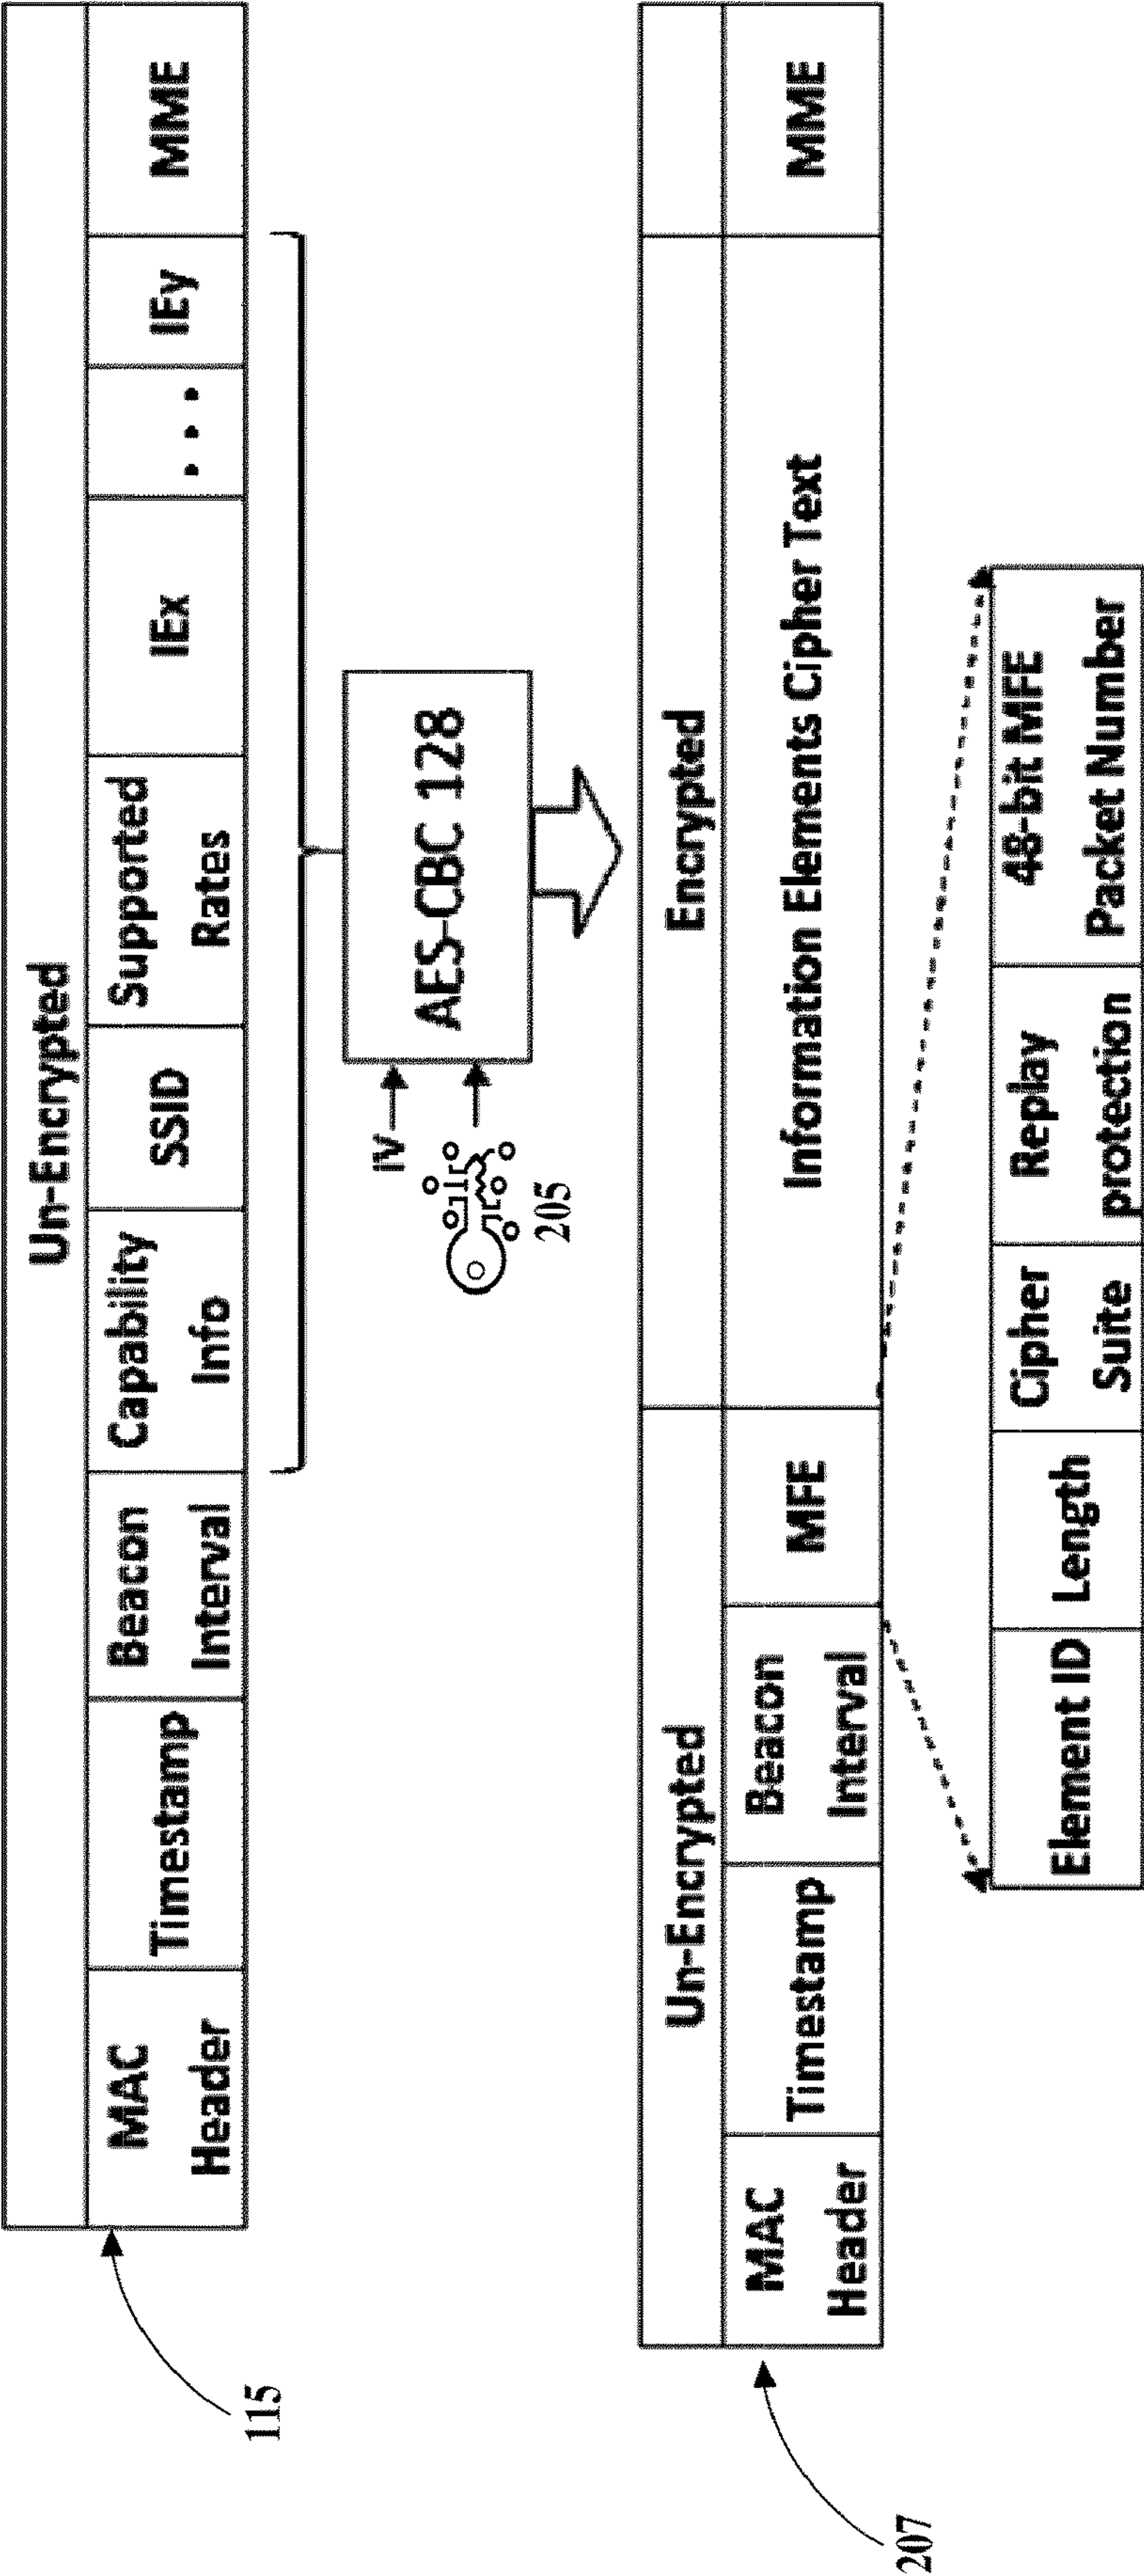 Un-Encrypted
MAC
Header
Timestamp
Beacon
Interval
Capability
Info
SSID
Supported
Rates
IEx
...
IEy
MME
115
IV
205
AES-CBC 128
Un-Encrypted
Encrypted
MAC
Header
Timestamp
Beacon
Interval
MFE
Information Elements Cipher Text
MME
207
Element ID
Length
Cipher
Suite
Replay
protection
48-bit MFE
Packet Number